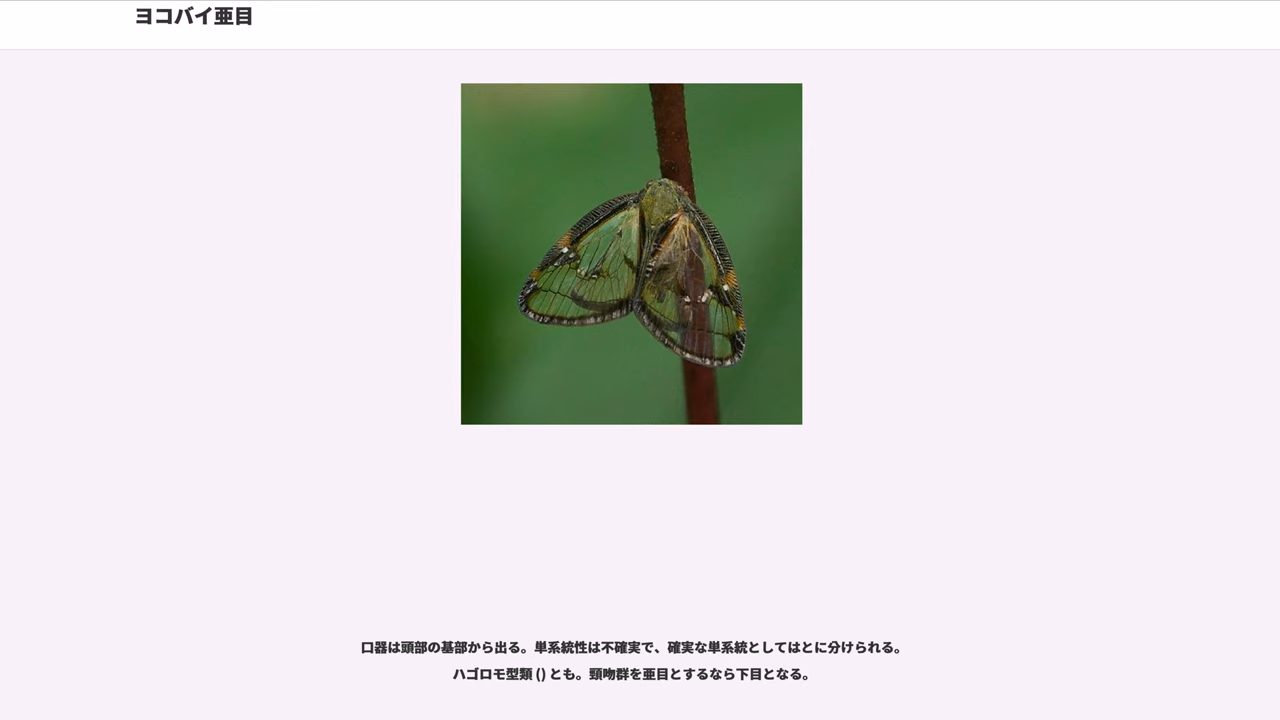 ヨコバイ亜目
口器は頭部の基部から出る。単系統性は不確実で、確実な単系統としてはとに分けられる。
ハゴロモ型類 () とも。頸吻群を亜目とするなら下目となる。